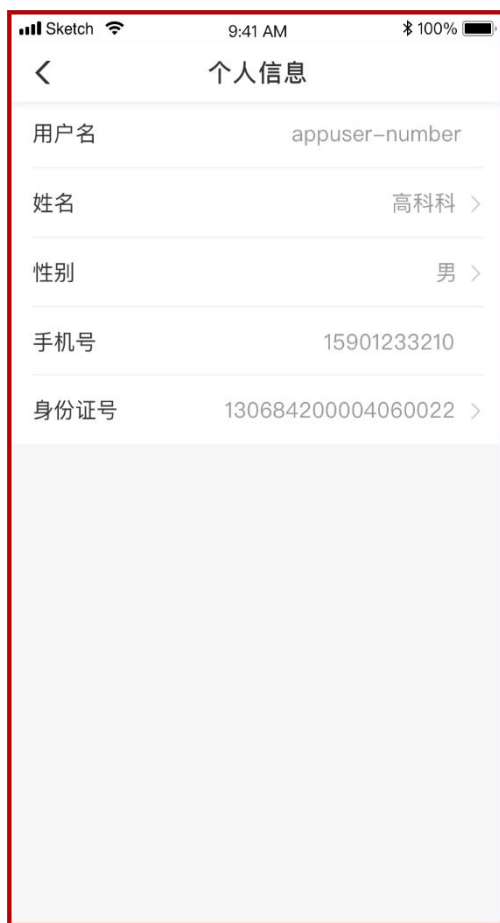 Sketch 9:41 AM 100%
个人信息
用户名 appuser-number
姓名 高科科
性别 男
手机号 15901233210
身份证号 130684200004060022